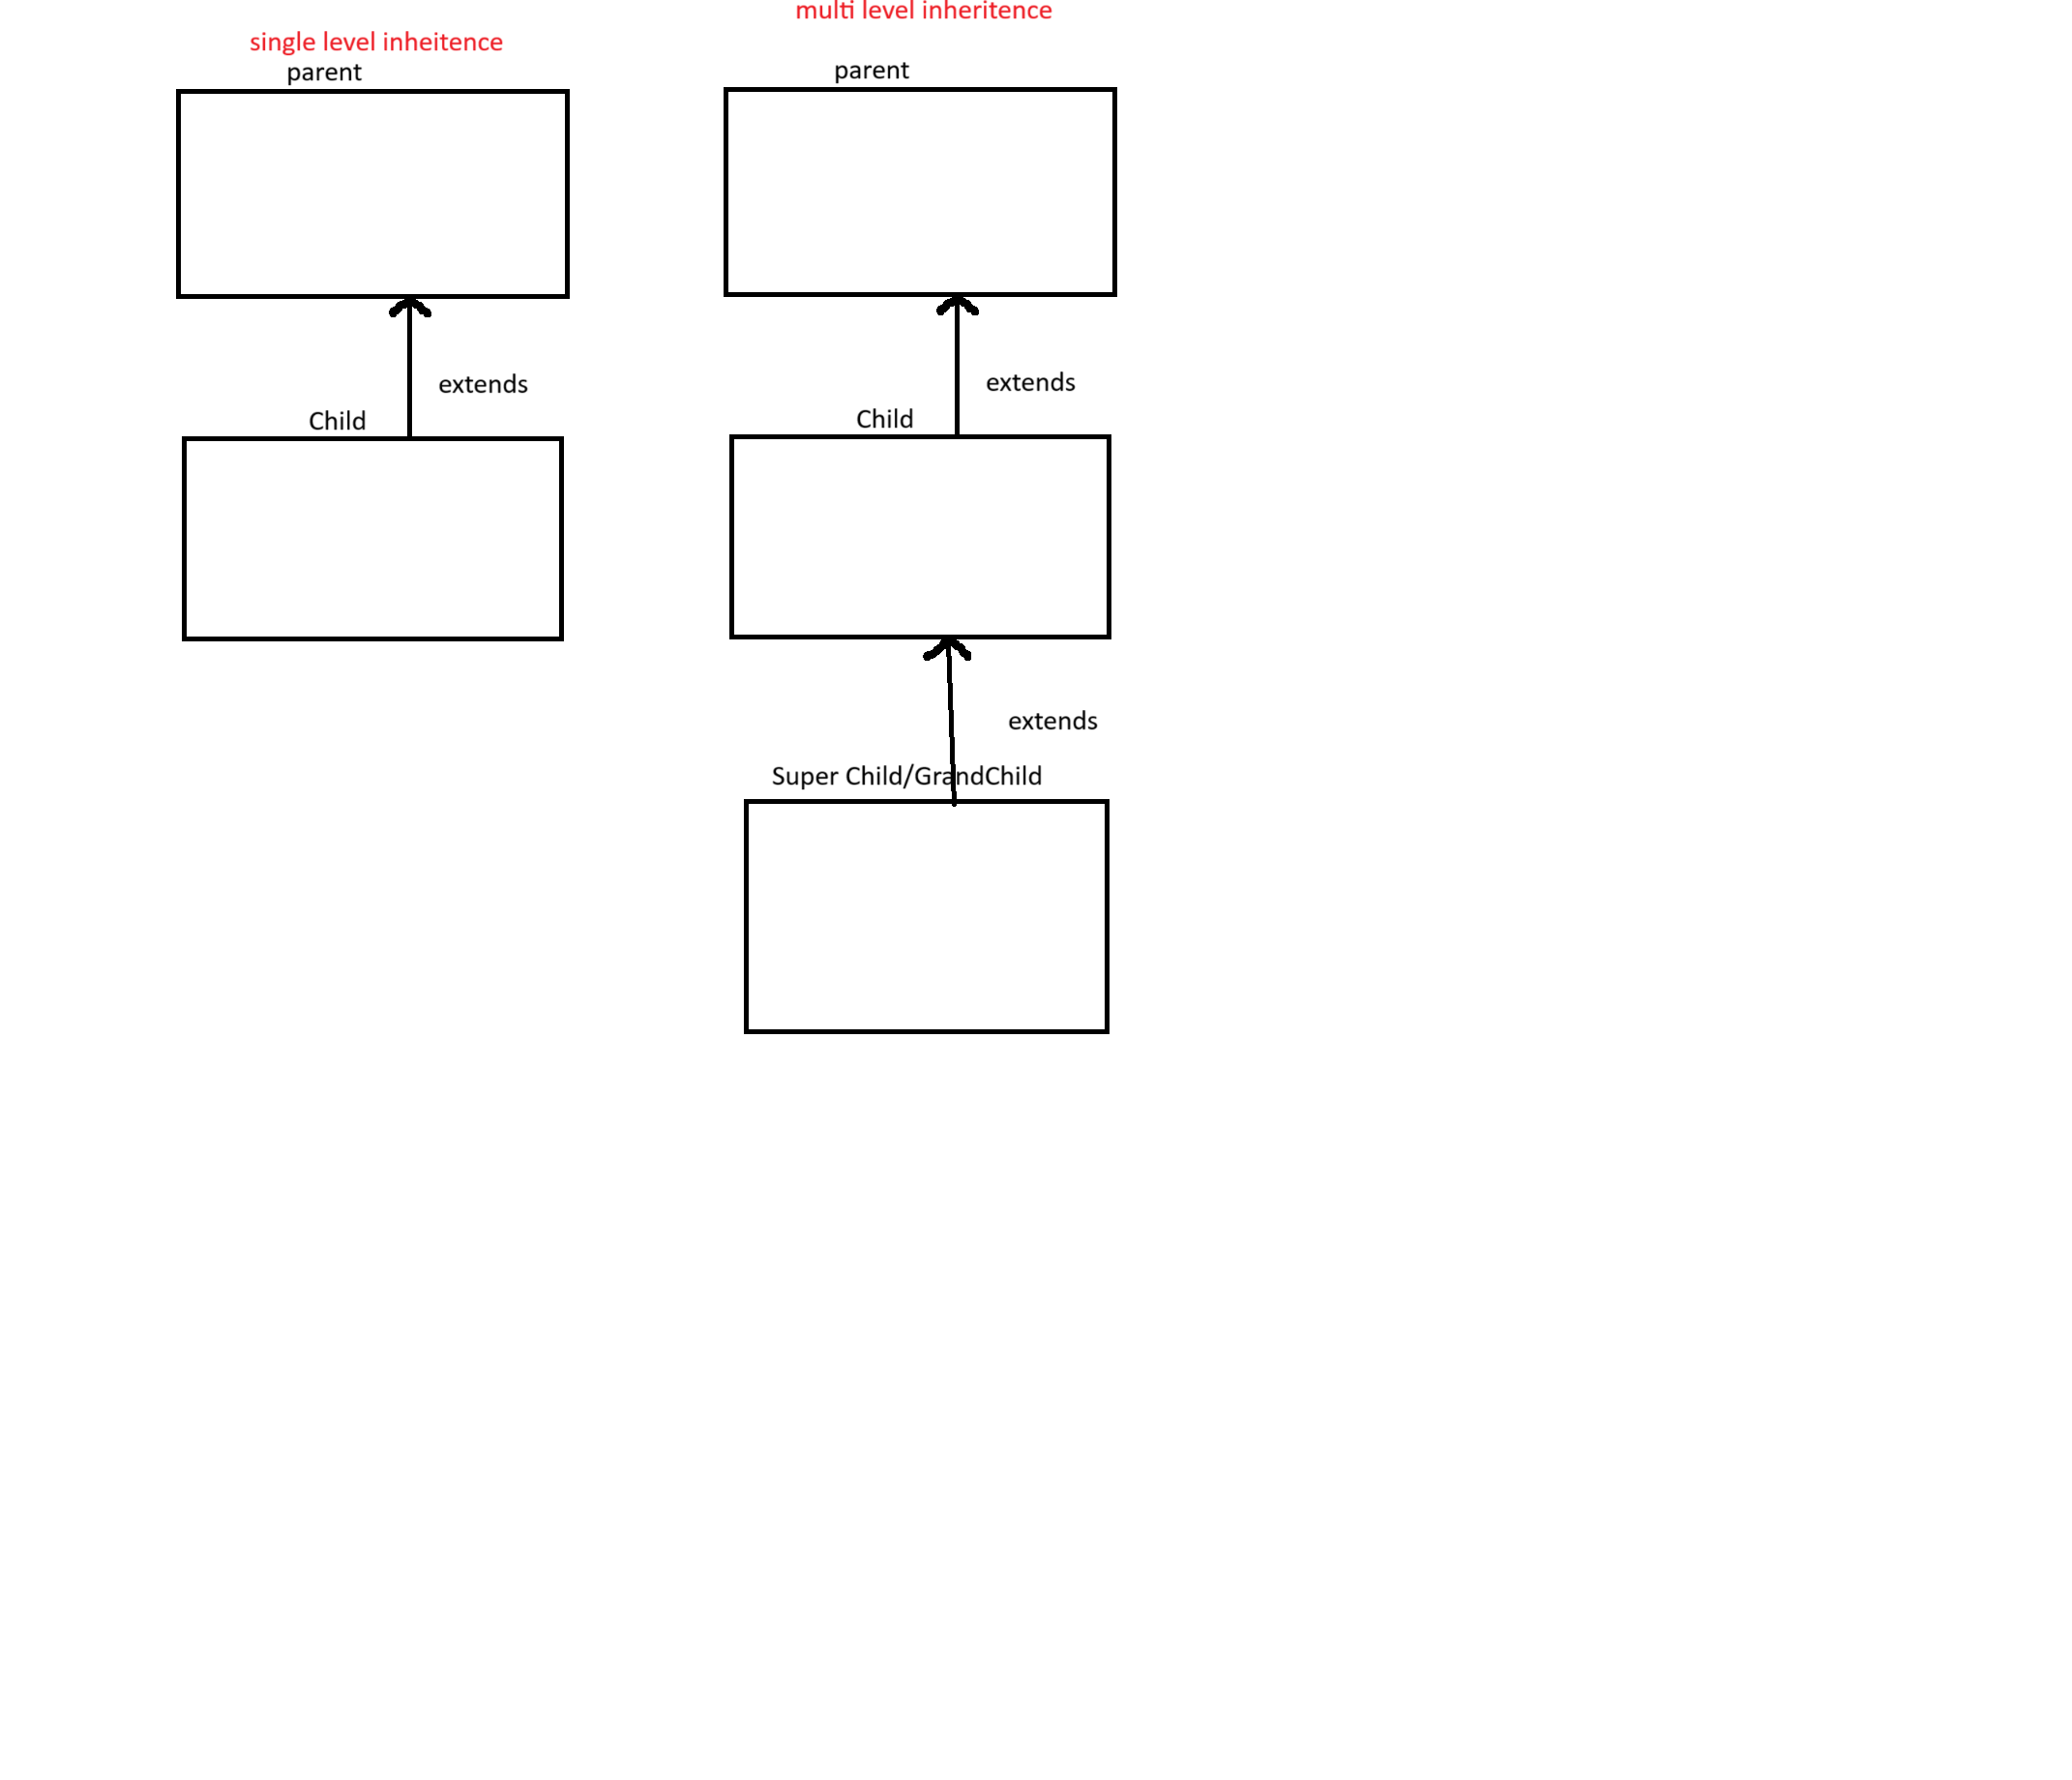 single level inheitence
parent
extends
Child
multi level inheritence
parent
extends
Child
extends
Super Child/GrandChild